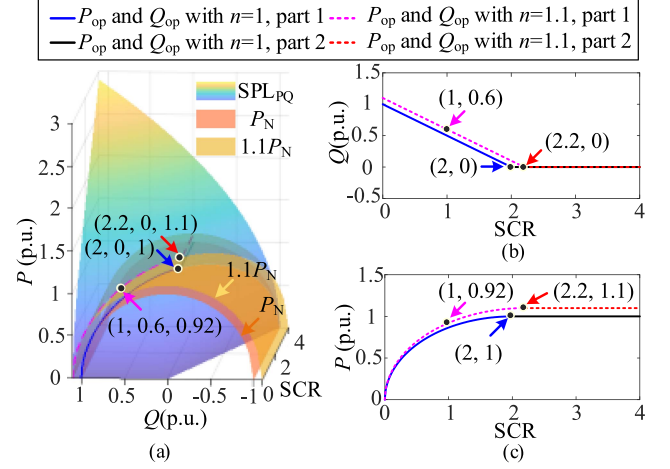 P_op and Q_op with n=1, part 1 P_op and Q_op with n=1.1, part 1
P_op and Q_op with n=1, part 2 P_op and Q_op with n=1.1, part 2
(a)
SPL_PQ
P_N
1.1P_N
3
2.5
2
1.5
1
0.5
0
P (p.u.)
(2.2, 0, 1.1)
(2, 0, 1)
(1, 0.6, 0.92)
1.1P_N
P_N
1 0.5 0 -0.5 -1 0 2 4
Q(p.u.)
SCR
(a)
1.5
1
0.5
0
-0.5
Q(p.u.)
(1, 0.6)
(2, 0)
(2.2, 0)
0 1 2 3 4
SCR
(b)
1.5
1
0.5
0
P(p.u.)
(1, 0.92)
(2.2, 1.1)
(2, 1)
0 1 2 3 4
SCR
(c)